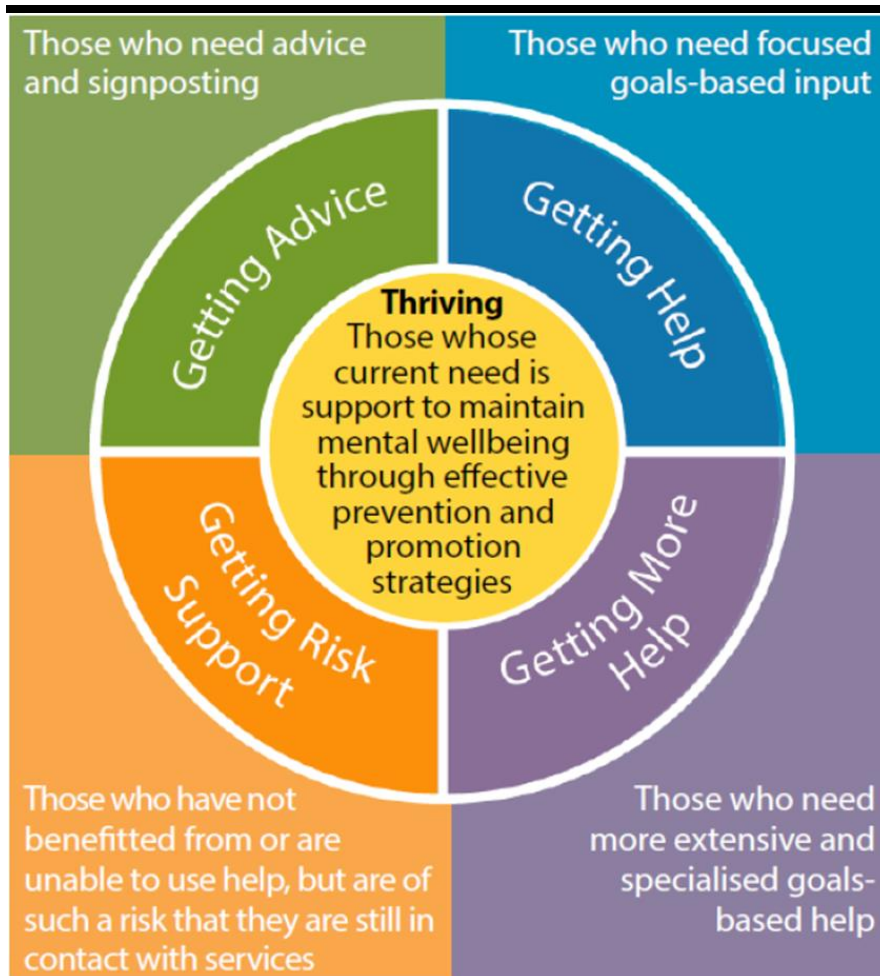 Those who need advice
and signposting
Those who need focused
goals-based input
Getting Advice
Getting Help
Thriving
Those whose
current need is
support to maintain
mental wellbeing
through effective
prevention and
promotion
strategies
Getting Risk
Support
Getting More
Help
Those who have not
benefitted from or are
unable to use help, but are of
such a risk that they are still in
contact with services
Those who need
more extensive and
specialised goals-
based help